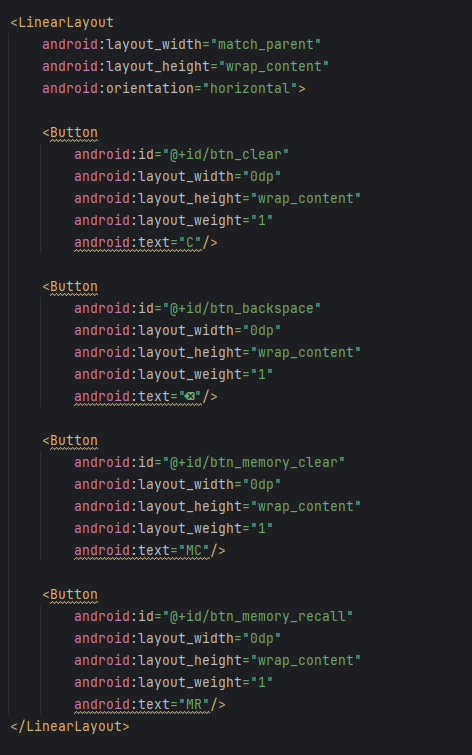 <LinearLayout
    android:layout_width="match_parent"
    android:layout_height="wrap_content"
    android:orientation="horizontal">

    <Button
        android:id="@+id/btn_clear"
        android:layout_width="0dp"
        android:layout_height="wrap_content"
        android:layout_weight="1"
        android:text="C"/>

    <Button
        android:id="@+id/btn_backspace"
        android:layout_width="0dp"
        android:layout_height="wrap_content"
        android:layout_weight="1"
        android:text="⌫"/>

    <Button
        android:id="@+id/btn_memory_clear"
        android:layout_width="0dp"
        android:layout_height="wrap_content"
        android:layout_weight="1"
        android:text="MC"/>

    <Button
        android:id="@+id/btn_memory_recall"
        android:layout_width="0dp"
        android:layout_height="wrap_content"
        android:layout_weight="1"
        android:text="MR"/>
</LinearLayout>